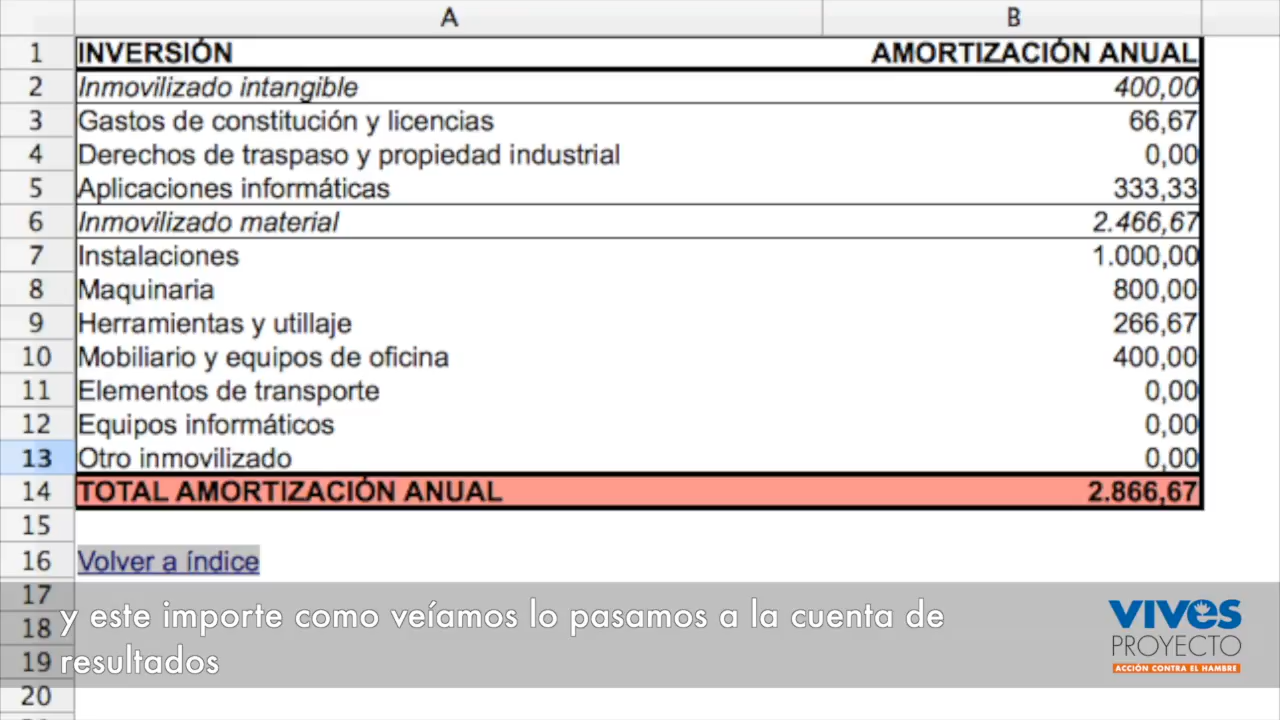 A B
1 INVERSIÓN AMORTIZACIÓN ANUAL
2 Inmovilizado intangible 400,00
3 Gastos de constitución y licencias 66,67
4 Derechos de traspaso y propiedad industrial 0,00
5 Aplicaciones informáticas 333,33
6 Inmovilizado material 2.466,67
7 Instalaciones 1.000,00
8 Maquinaria 800,00
9 Herramientas y utillaje 266,67
10 Mobiliario y equipos de oficina 400,00
11 Elementos de transporte 0,00
12 Equipos informáticos 0,00
13 Otro inmovilizado 0,00
14 TOTAL AMORTIZACIÓN ANUAL 2.866,67
15
16 Volver a índice
17
18
19
20
y este importe como veíamos lo pasamos a la cuenta de
resultados
VIVES
PROYECTO
ACCIÓN CONTRA EL HAMBRE